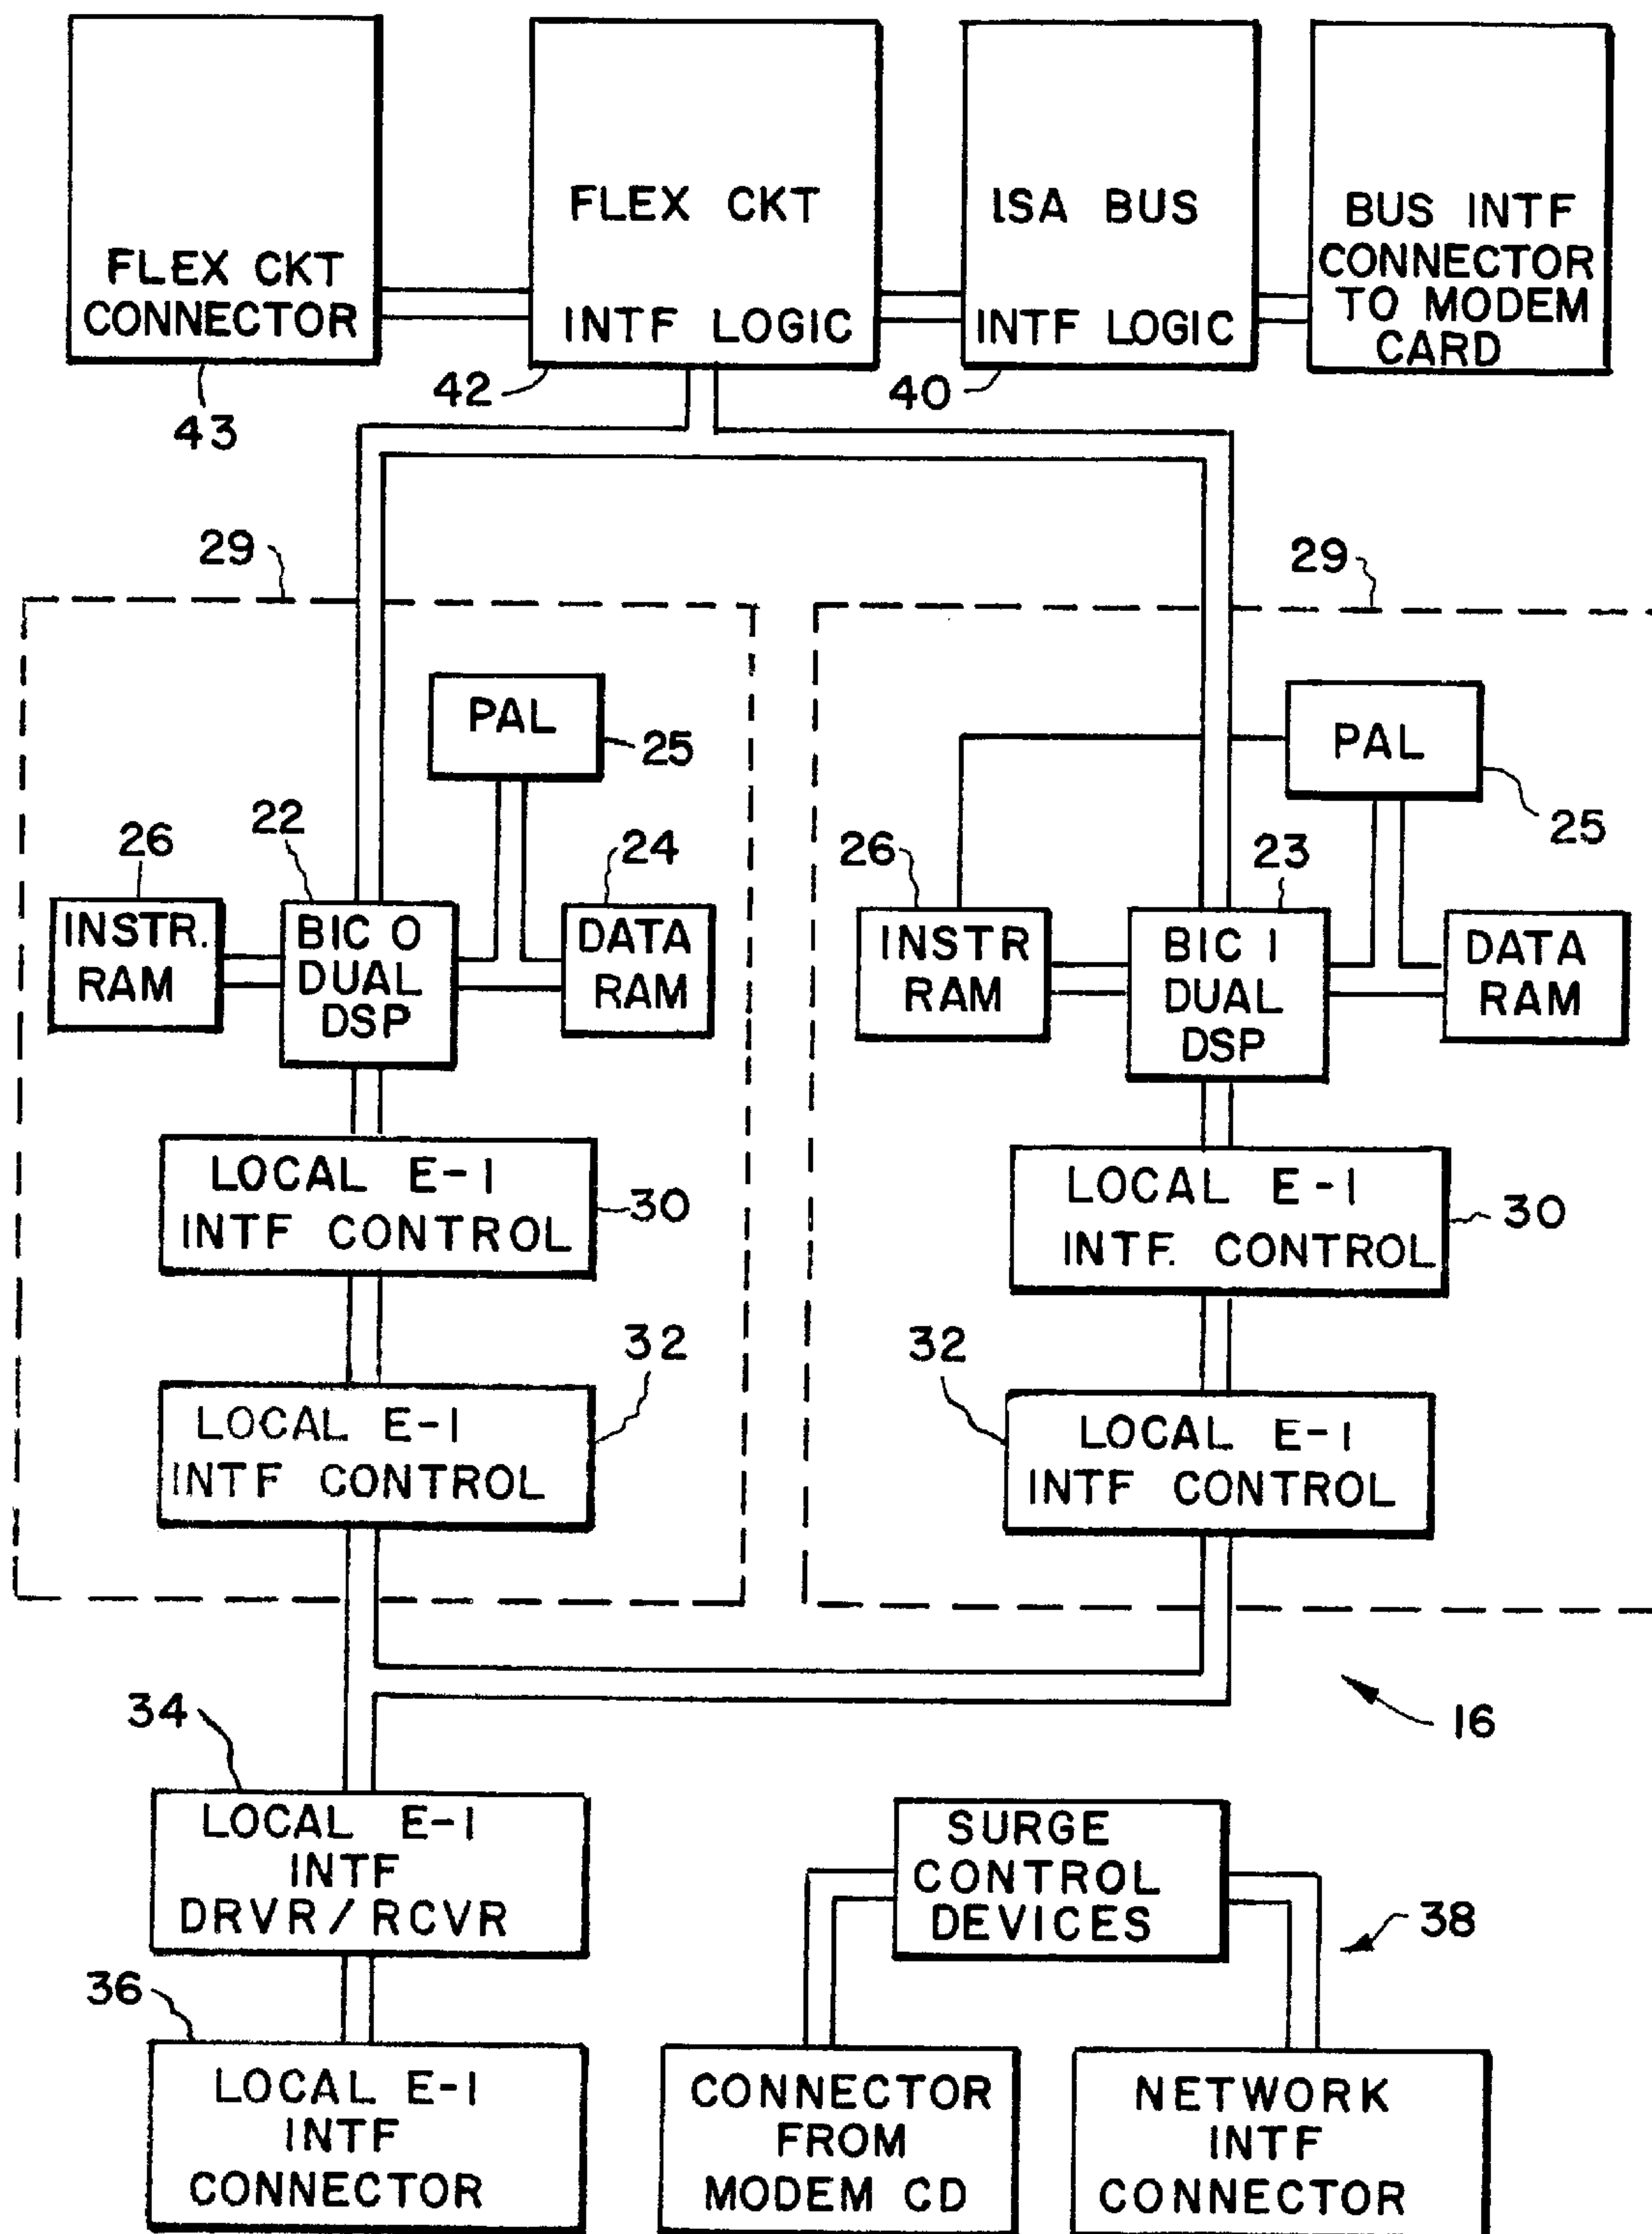 FLEX CKT
CONNECTOR
43
FLEX CKT
INTF LOGIC
42
ISA BUS
INTF LOGIC
40
BUS INTF
CONNECTOR
TO MODEM
CARD
29
29
PAL
25
26
INSTR.
RAM
22
BIC 0
DUAL
DSP
24
DATA
RAM
PAL
25
26
INSTR
RAM
23
BIC 1
DUAL
DSP
DATA
RAM
LOCAL E-1
INTF CONTROL
30
LOCAL E-1
INTF. CONTROL
30
32
LOCAL E-1
INTF CONTROL
32
LOCAL E-1
INTF CONTROL
16
34
LOCAL E-1
INTF
DRVR/RCVR
SURGE
CONTROL
DEVICES
38
36
LOCAL E-1
INTF
CONNECTOR
CONNECTOR
FROM
MODEM CD
NETWORK
INTF
CONNECTOR